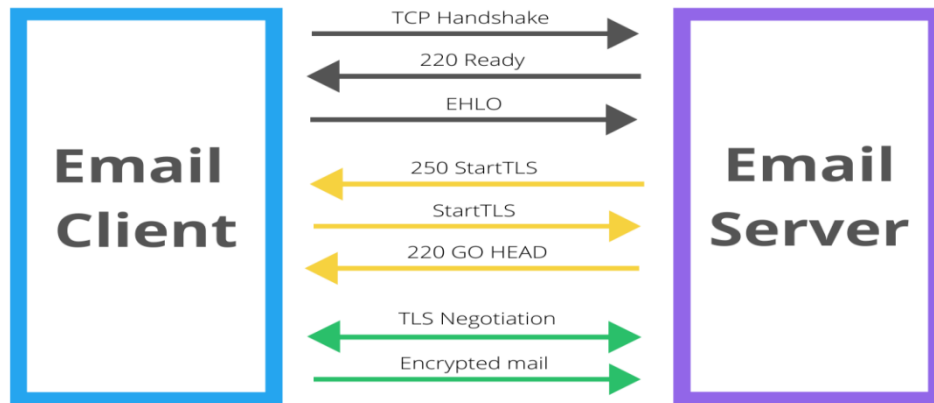 TCP Handshake
220 Ready
EHLO
Email
Client
250 StartTLS
StartTLS
220 GO HEAD
Email
Server
TLS Negotiation
Encrypted mail